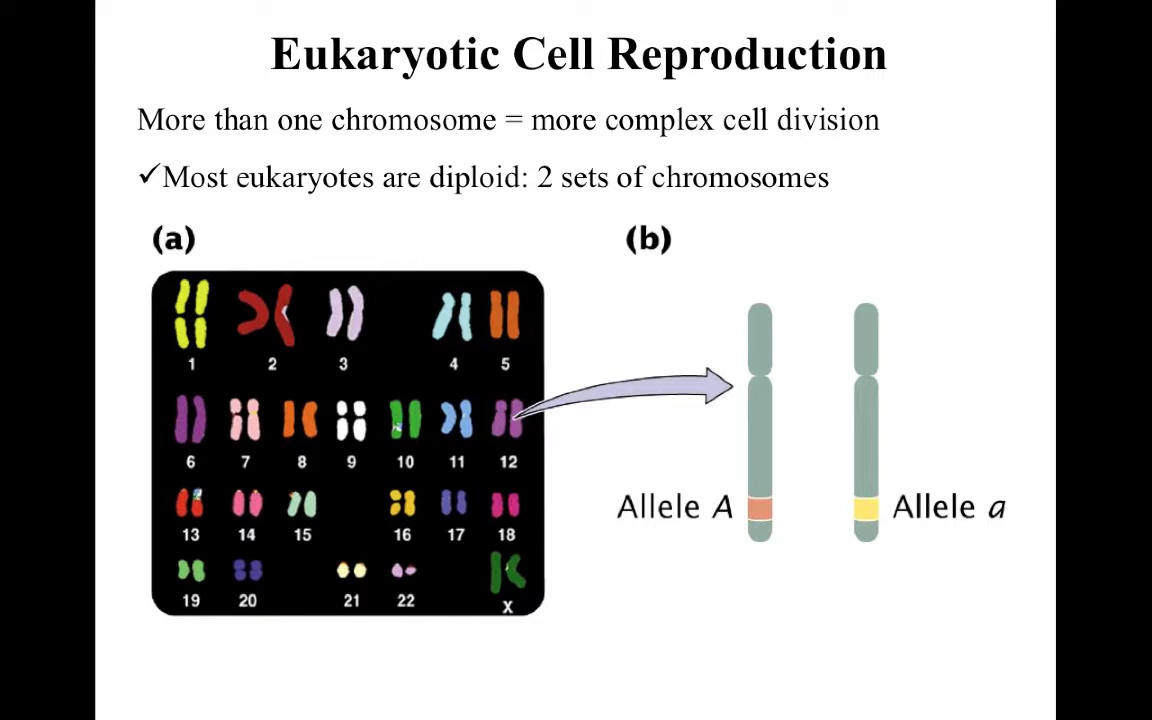 Eukaryotic Cell Reproduction
More than one chromosome = more complex cell division
✓Most eukaryotes are diploid: 2 sets of chromosomes
(a) (b)
1 2 3 4 5
6 7 8 9 10 11 12
Allele A Allele a
13 14 15 16 17 18
19 20 21 22 X